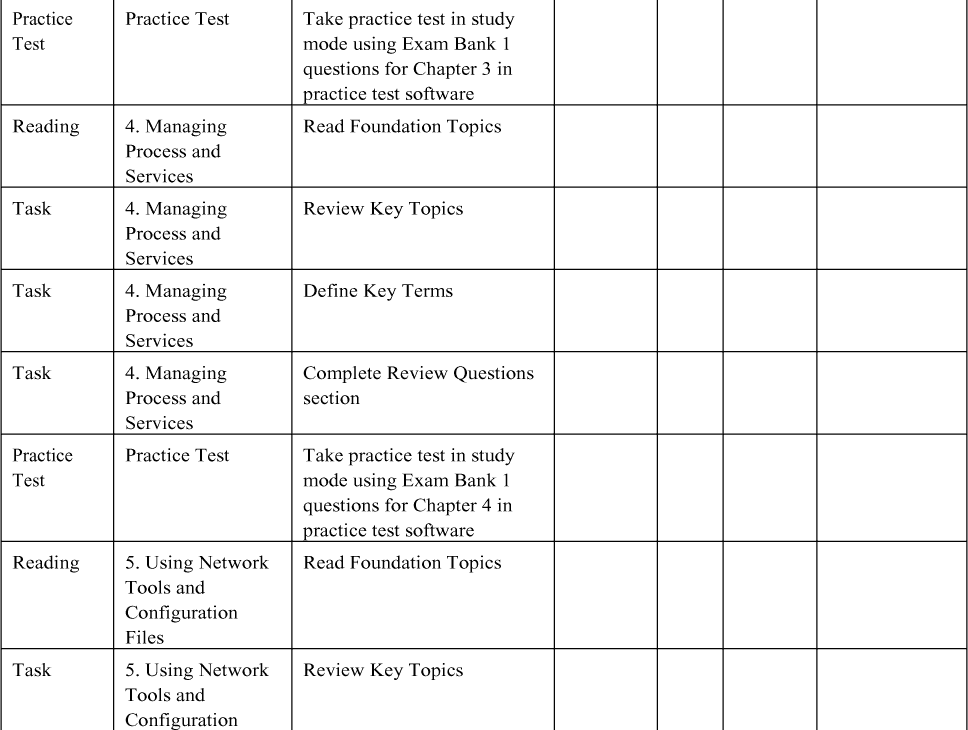 Practice Test
Practice Test
Take practice test in study
mode using Exam Bank 1
questions for Chapter 3 in
practice test software
Reading
4. Managing
Process and
Services
Read Foundation Topics
Task
4. Managing
Process and
Services
Review Key Topics
Task
4. Managing
Process and
Services
Define Key Terms
Task
4. Managing
Process and
Services
Complete Review Questions
section
Practice
Test
Practice Test
Take practice test in study
mode using Exam Bank 1
questions for Chapter 4 in
practice test software
Reading
5. Using Network
Tools and
Configuration
Files
Read Foundation Topics
Task
5. Using Network
Tools and
Configuration
Review Key Topics